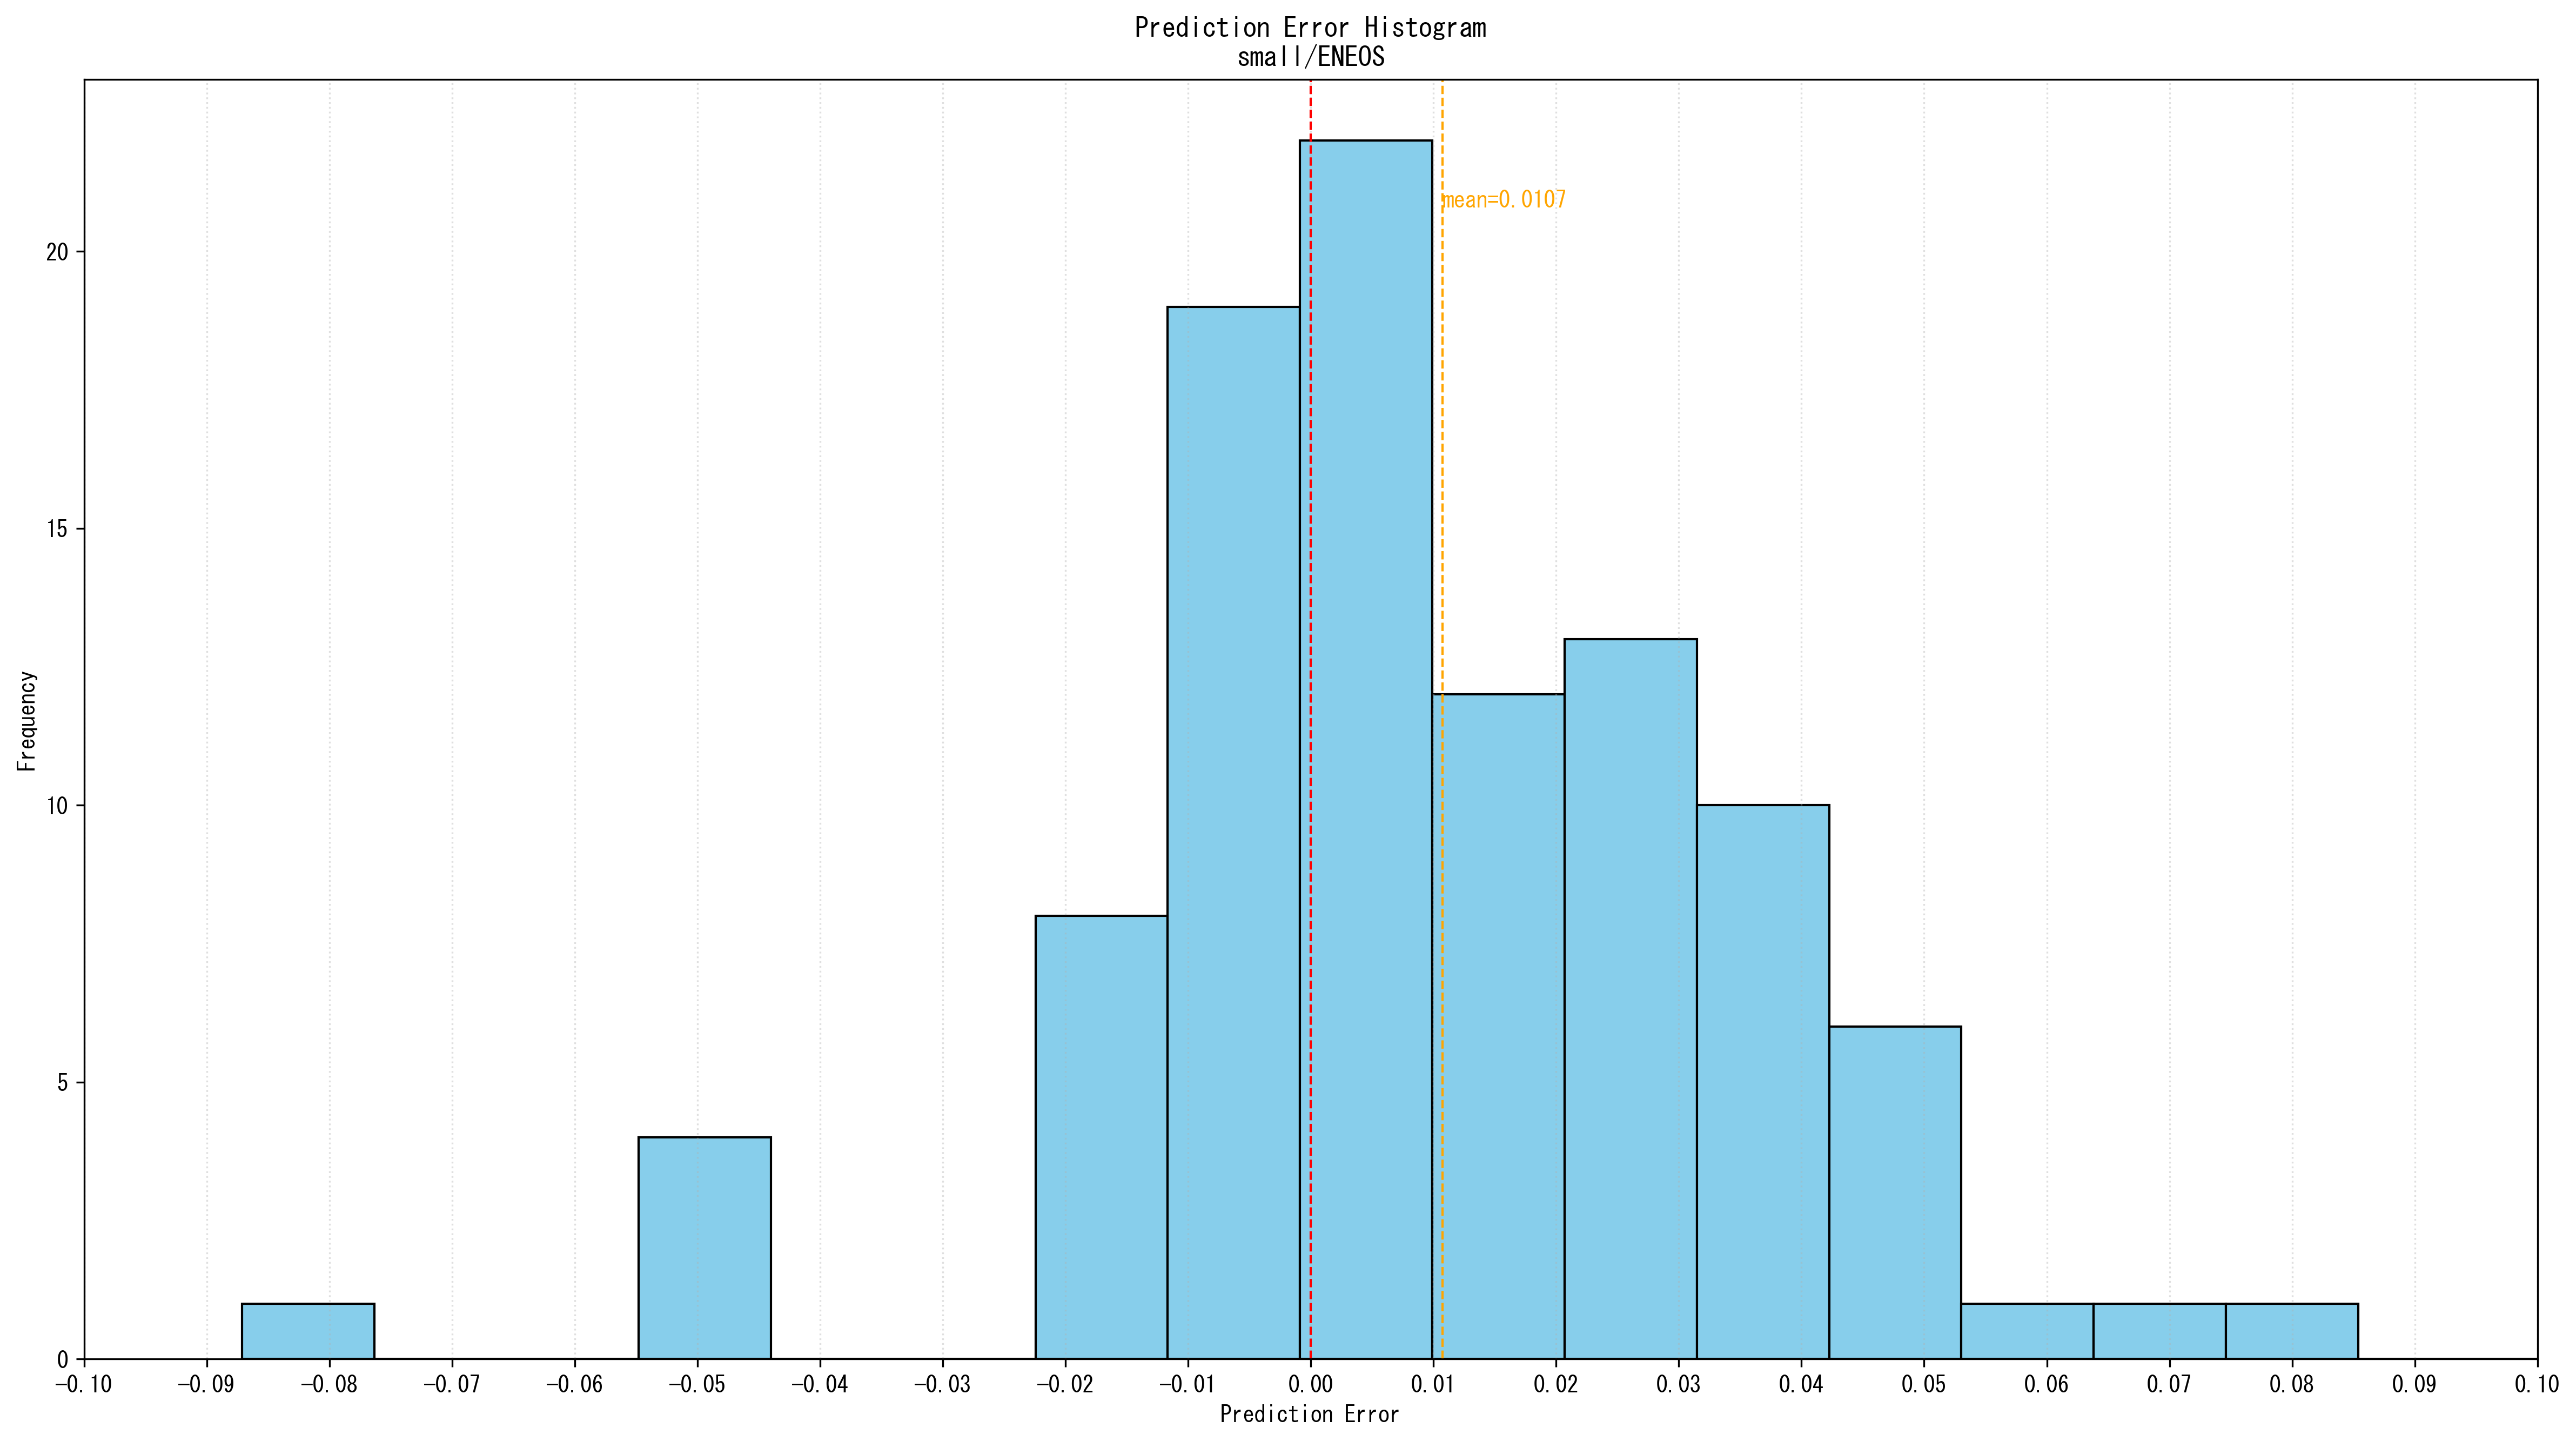 Prediction Error Histogram
small/ENEOS
mean=0.0107
Frequency
20
15
10
5
0
−0.10 −0.09 −0.08 −0.07 −0.06 −0.05 −0.04 −0.03 −0.02 −0.01 0.00 0.01 0.02 0.03 0.04 0.05 0.06 0.07 0.08 0.09 0.10
Prediction Error